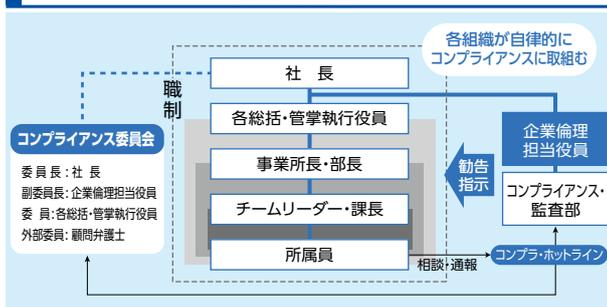 各組織が自律的に
コンプライアンスに取組む
職制
社 長
各総括・管掌執行役員
事業所長・部長
チームリーダー・課長
所属員
コンプライアンス委員会
委員長:社 長
副委員長:企業倫理担当役員
委 員:各総括・管掌執行役員
外部委員:顧問弁護士
企業倫理
担当役員
勧告
指示
コンプライアンス・
監査部
相談・通報
コンプラ・ホットライン